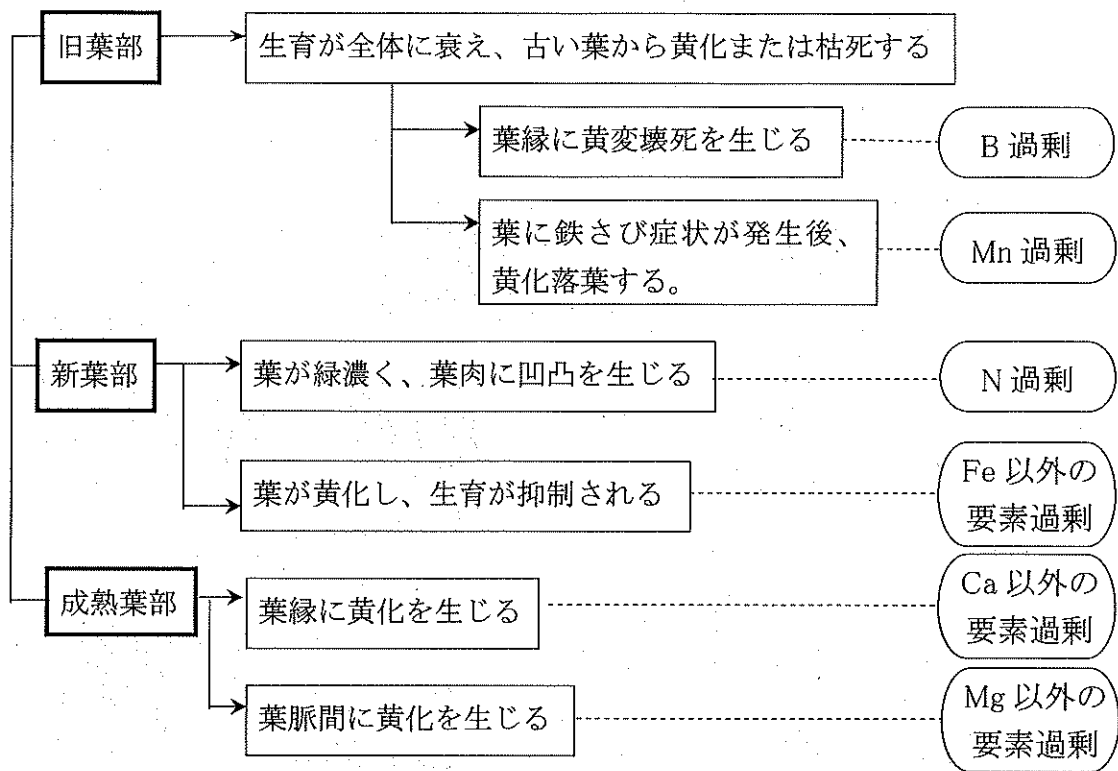 旧葉部
生育が全体に衰え、古い葉から黄化または枯死する
葉縁に黄変壊死を生じる
B 過剰
葉に鉄さび症状が発生後、
黄化落葉する。
Mn 過剰
新葉部
葉が緑濃く、葉肉に凹凸を生じる
N 過剰
葉が黄化し、生育が抑制される
Fe 以外の
要素過剰
成熟葉部
葉縁に黄化を生じる
Ca 以外の
要素過剰
葉脈間に黄化を生じる
Mg 以外の
要素過剰